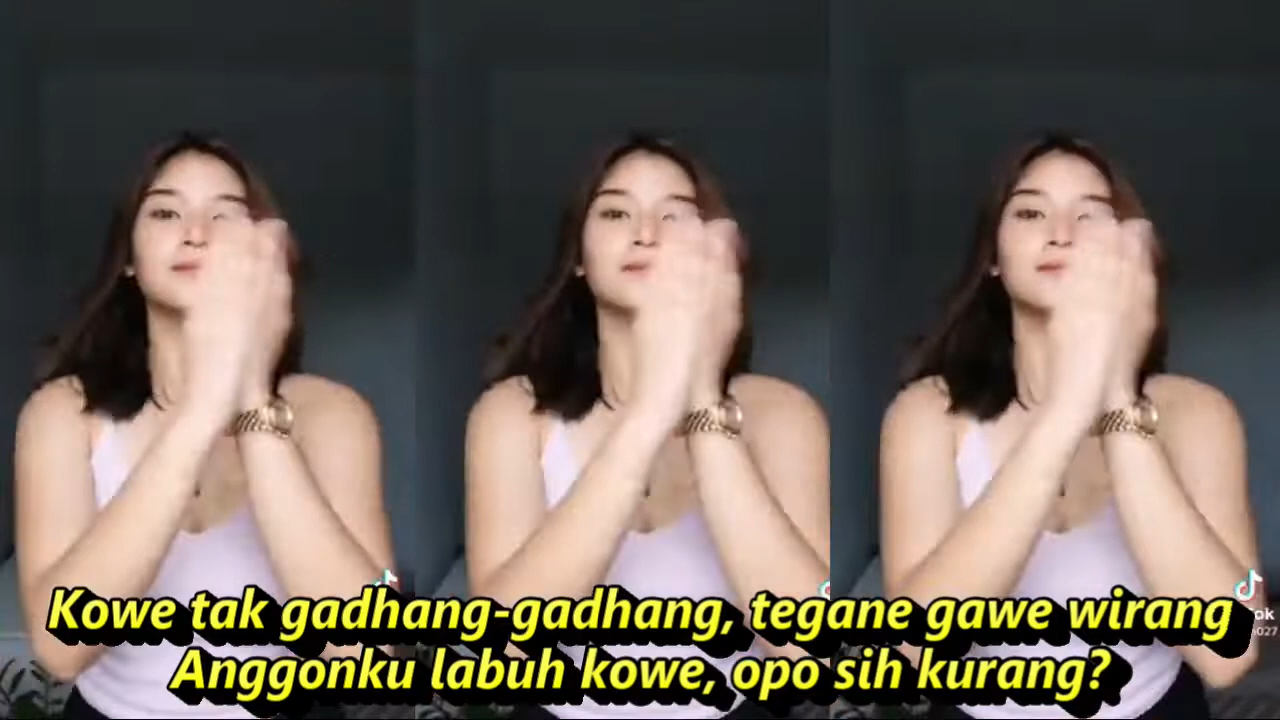 Kowe tak gadhang-gadhang, tegane gawe wirang
Anggonku labuh kowe, opo sih kurang?